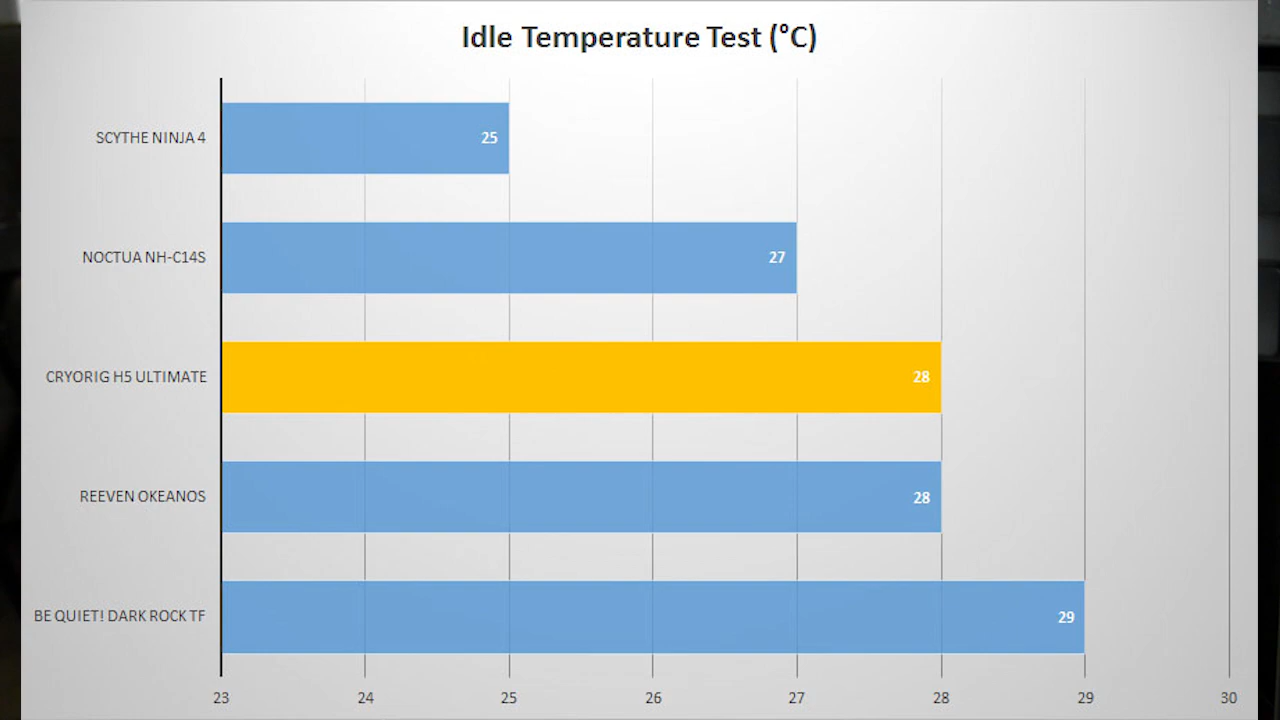 Idle Temperature Test (°C)
SCYTHE NINJA 4
25
NOCTUA NH-C14S
27
CRYORIG H5 ULTIMATE
28
REEVEN OKEANOS
28
BE QUIET! DARK ROCK TF
29
23 24 25 26 27 28 29 30